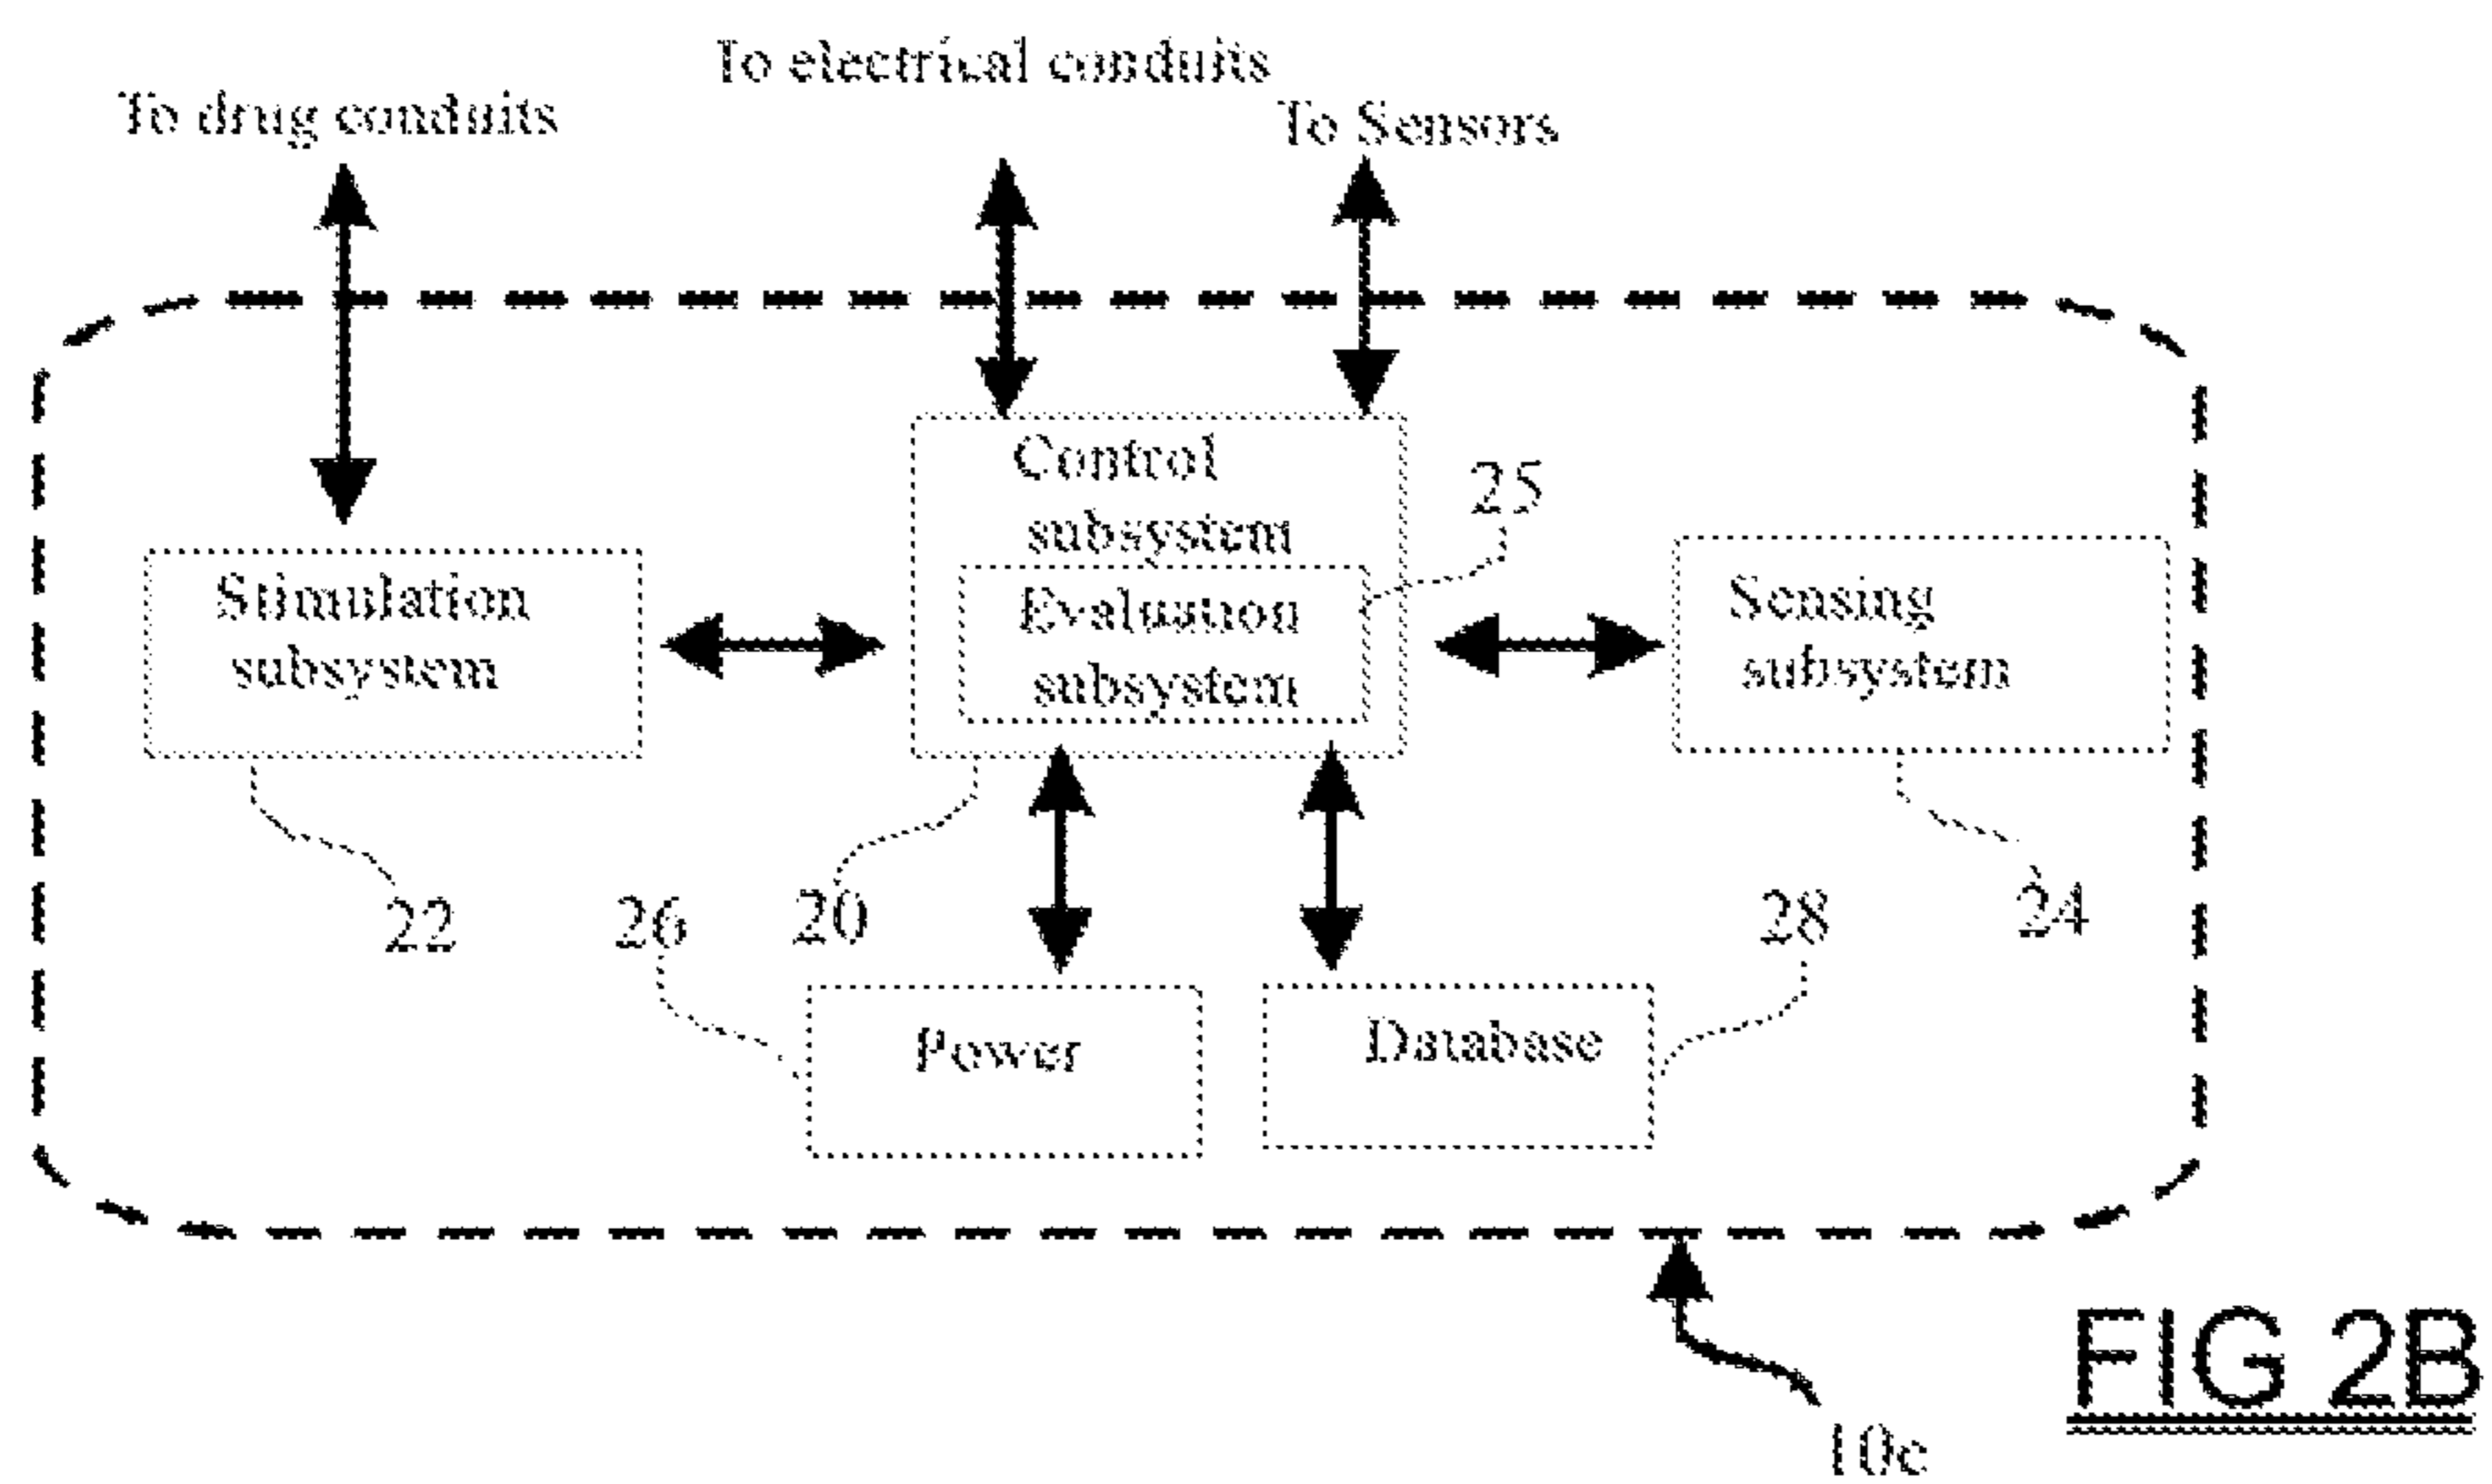 To electrical conduits
To drug conduits
To Sensors
Control
subsystem
25
Stimulation
subsystem
Evaluation
subsystem
Sensing
subsystem
22
26
20
28
24
Power
Database
FIG 2B
10c